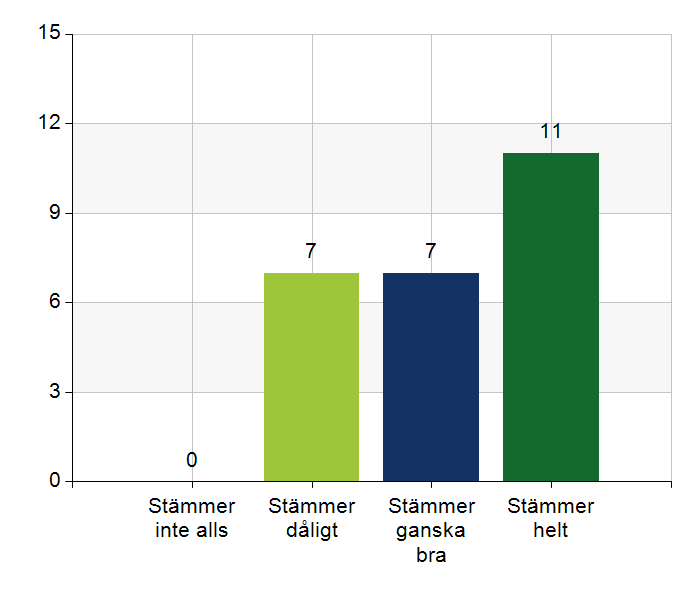 15
12
9
6
3
0
0
7
7
11
Stämmer
inte alls
Stämmer
dåligt
Stämmer
ganska
bra
Stämmer
helt